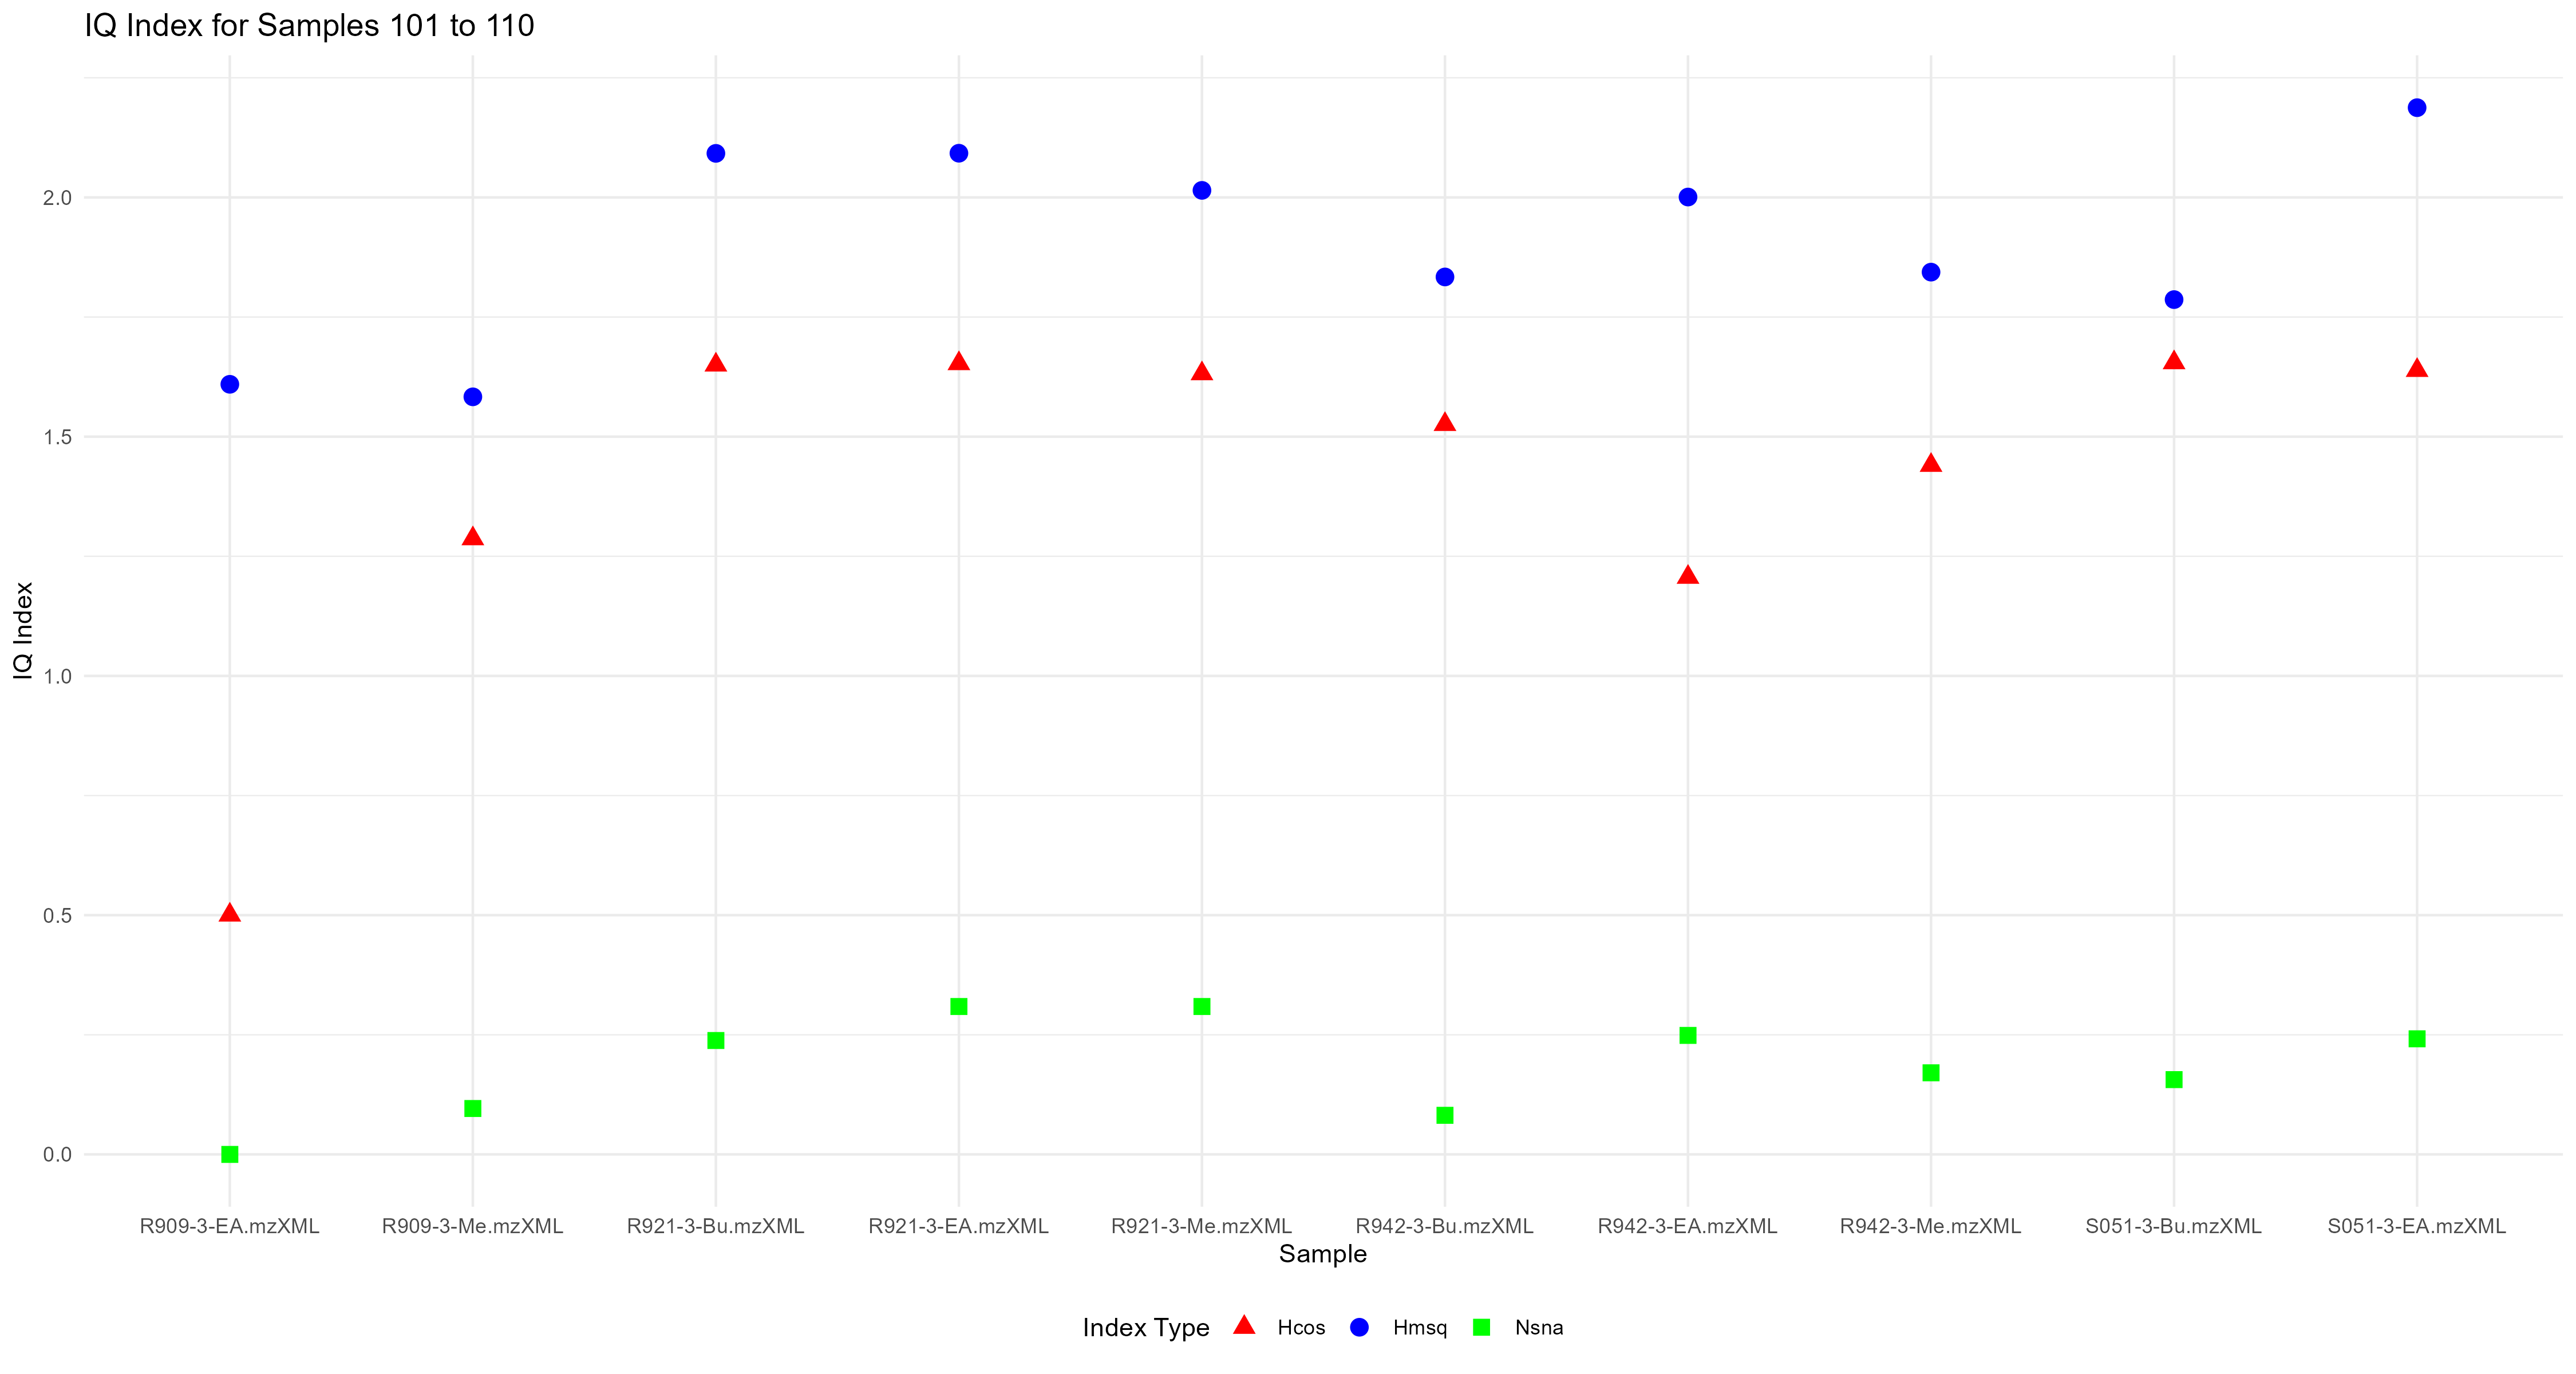 IQ Index for Samples 101 to 110
IQ Index
2.0
1.5
1.0
0.5
0.0
R909-3-EA.mzXML R909-3-Me.mzXML R921-3-Bu.mzXML R921-3-EA.mzXML R921-3-Me.mzXML R942-3-Bu.mzXML R942-3-EA.mzXML R942-3-Me.mzXML S051-3-Bu.mzXML S051-3-EA.mzXML
Sample
Index Type Hcos Hmsq Nsna